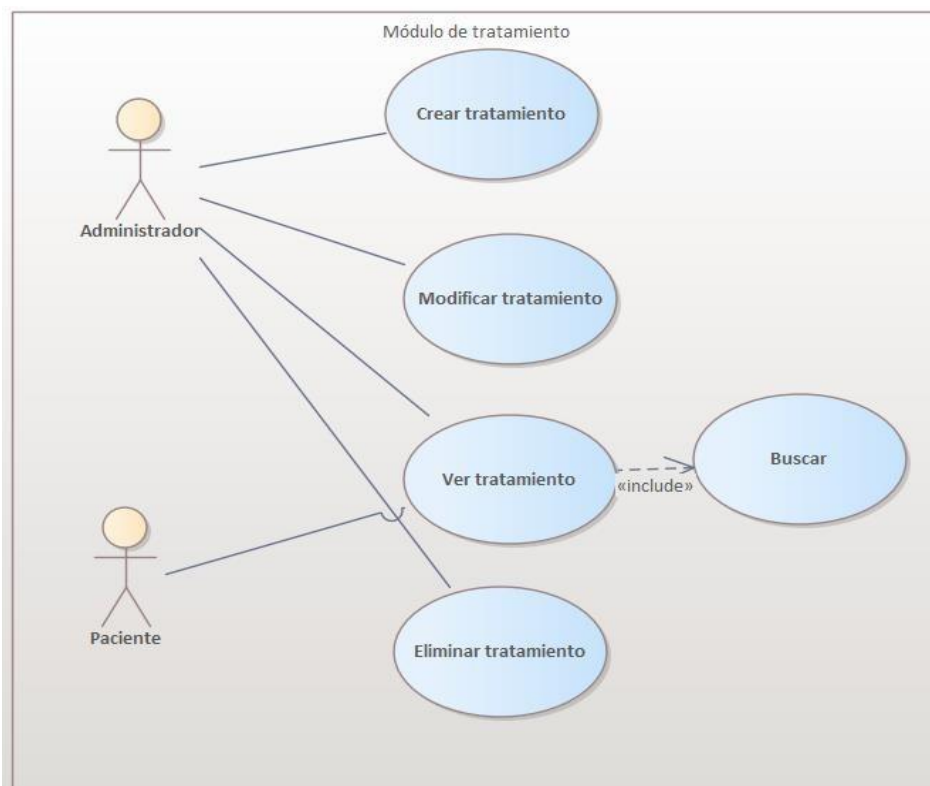 Módulo de tratamiento
Crear tratamiento
Administrador
Modificar tratamiento
Ver tratamiento
«include»
Buscar
Paciente
Eliminar tratamiento